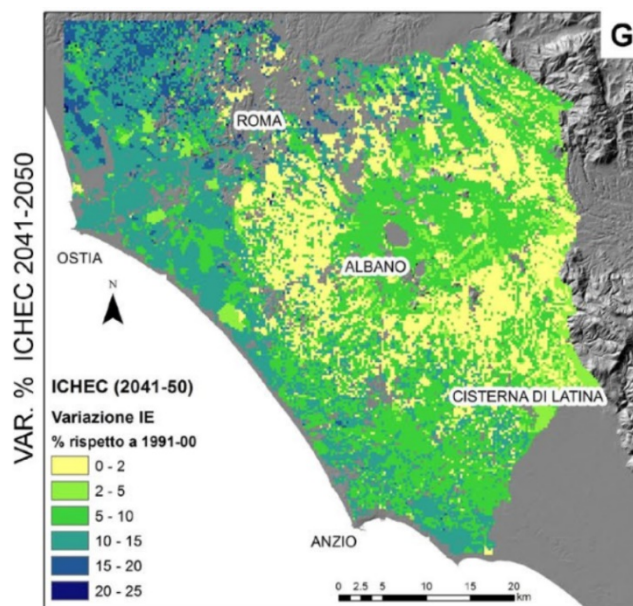 G
VAR. % ICHEC 2041-2050
ROMA
OSTIA
ALBANO
N
CISTERNA DI LATINA
ANZIO
ICHEC (2041-50)
Variazione IE
% rispetto a 1991-00
0 - 2
2 - 5
5 - 10
10 - 15
15 - 20
20 - 25
0 2.5 5 10 15 20
km